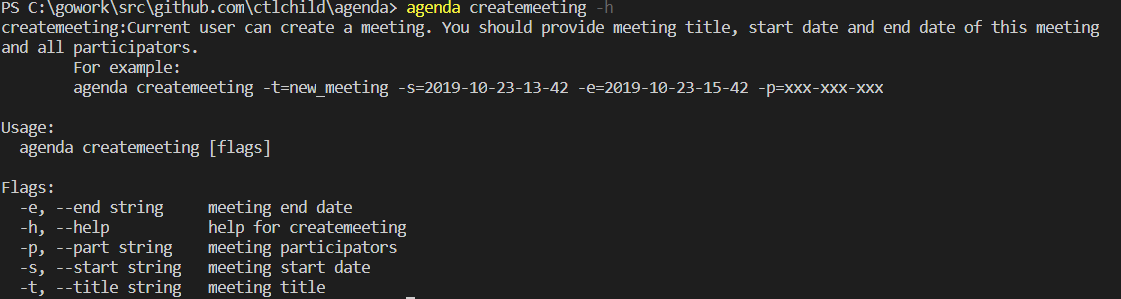 PS C:\gowork\src\github.com\ctlchild\agenda> agenda createmeeting -h
createmeeting:Current user can create a meeting. You should provide meeting title, start date and end date of this meeting
and all participators.
        For example:
        agenda createmeeting -t=new_meeting -s=2019-10-23-13-42 -e=2019-10-23-15-42 -p=xxx-xxx-xxx

Usage:
  agenda createmeeting [flags]

Flags:
  -e, --end string     meeting end date
  -h, --help           help for createmeeting
  -p, --part string    meeting participators
  -s, --start string   meeting start date
  -t, --title string   meeting title